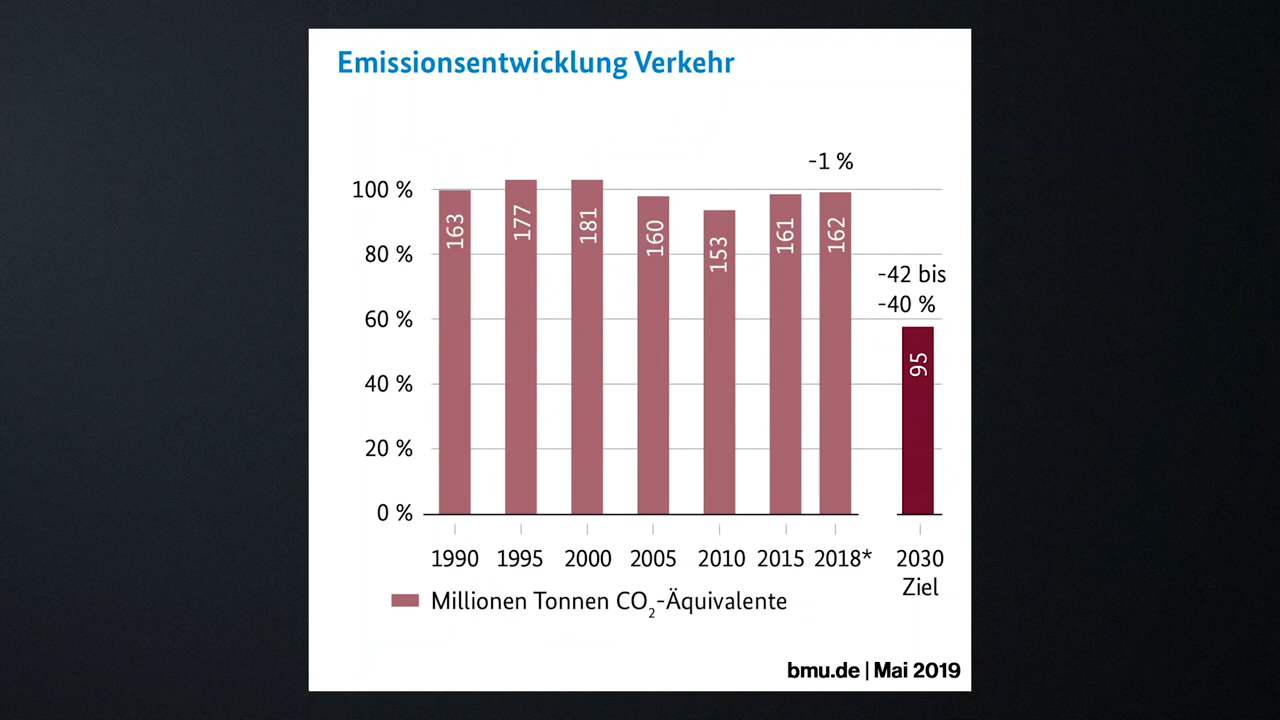 Emissionsentwicklung Verkehr
-1 %
100 %
163
177
181
160
153
161
162
80 %
-42 bis
-40 %
60 %
95
40 %
20 %
0 %
1990 1995 2000 2005 2010 2015 2018* 2030
Ziel
Millionen Tonnen CO₂-Äquivalente
bmu.de | Mai 2019